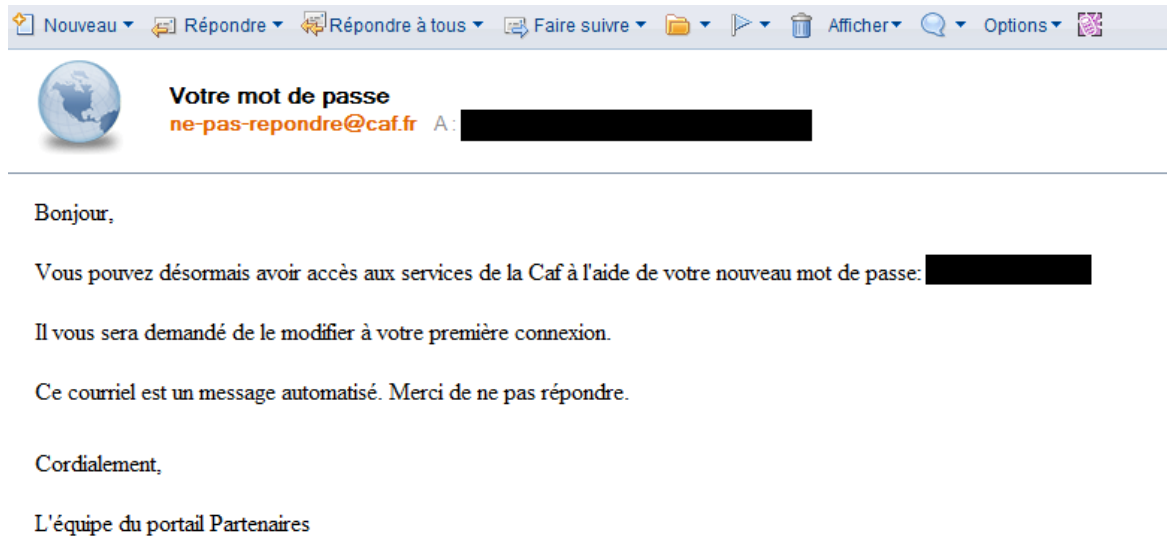 Nouveau Répondre Répondre à tous Faire suivre Afficher Options
Votre mot de passe
ne-pas-repondre@caf.fr A :
Bonjour,
Vous pouvez désormais avoir accès aux services de la Caf à l'aide de votre nouveau mot de passe:
Il vous sera demandé de le modifier à votre première connexion.
Ce courriel est un message automatisé. Merci de ne pas répondre.
Cordialement,
L'équipe du portail Partenaires